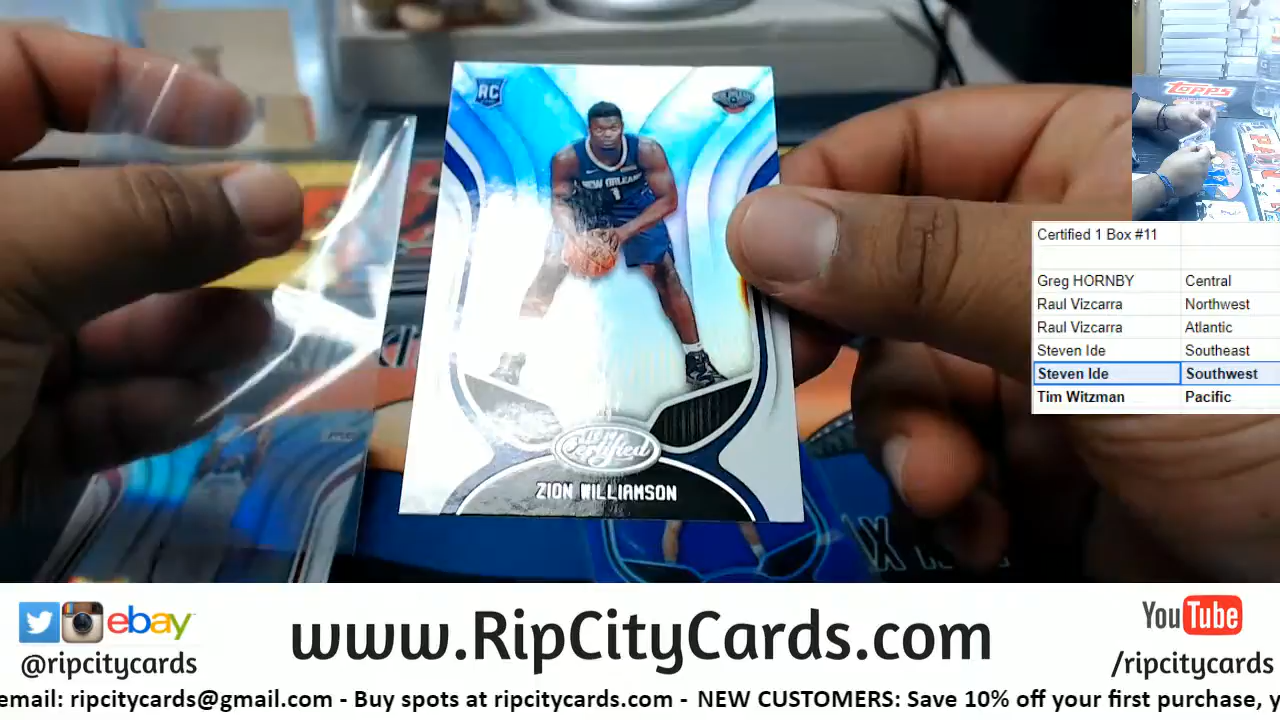 RC
NEW ORLEANS
1
Certified
ZION WILLIAMSON
Topps
Certified 1 Box #11
Greg HORNBY Central
Raul Vizcarra Northwest
Raul Vizcarra Atlantic
Steven Ide Southeast
Steven Ide Southwest
Tim Witzman Pacific
ebay
@ripcitycards
www.RipCityCards.com
YouTube
/ripcitycards
email: ripcitycards@gmail.com - Buy spots at ripcitycards.com - NEW CUSTOMERS: Save 10% off your first purchase, y